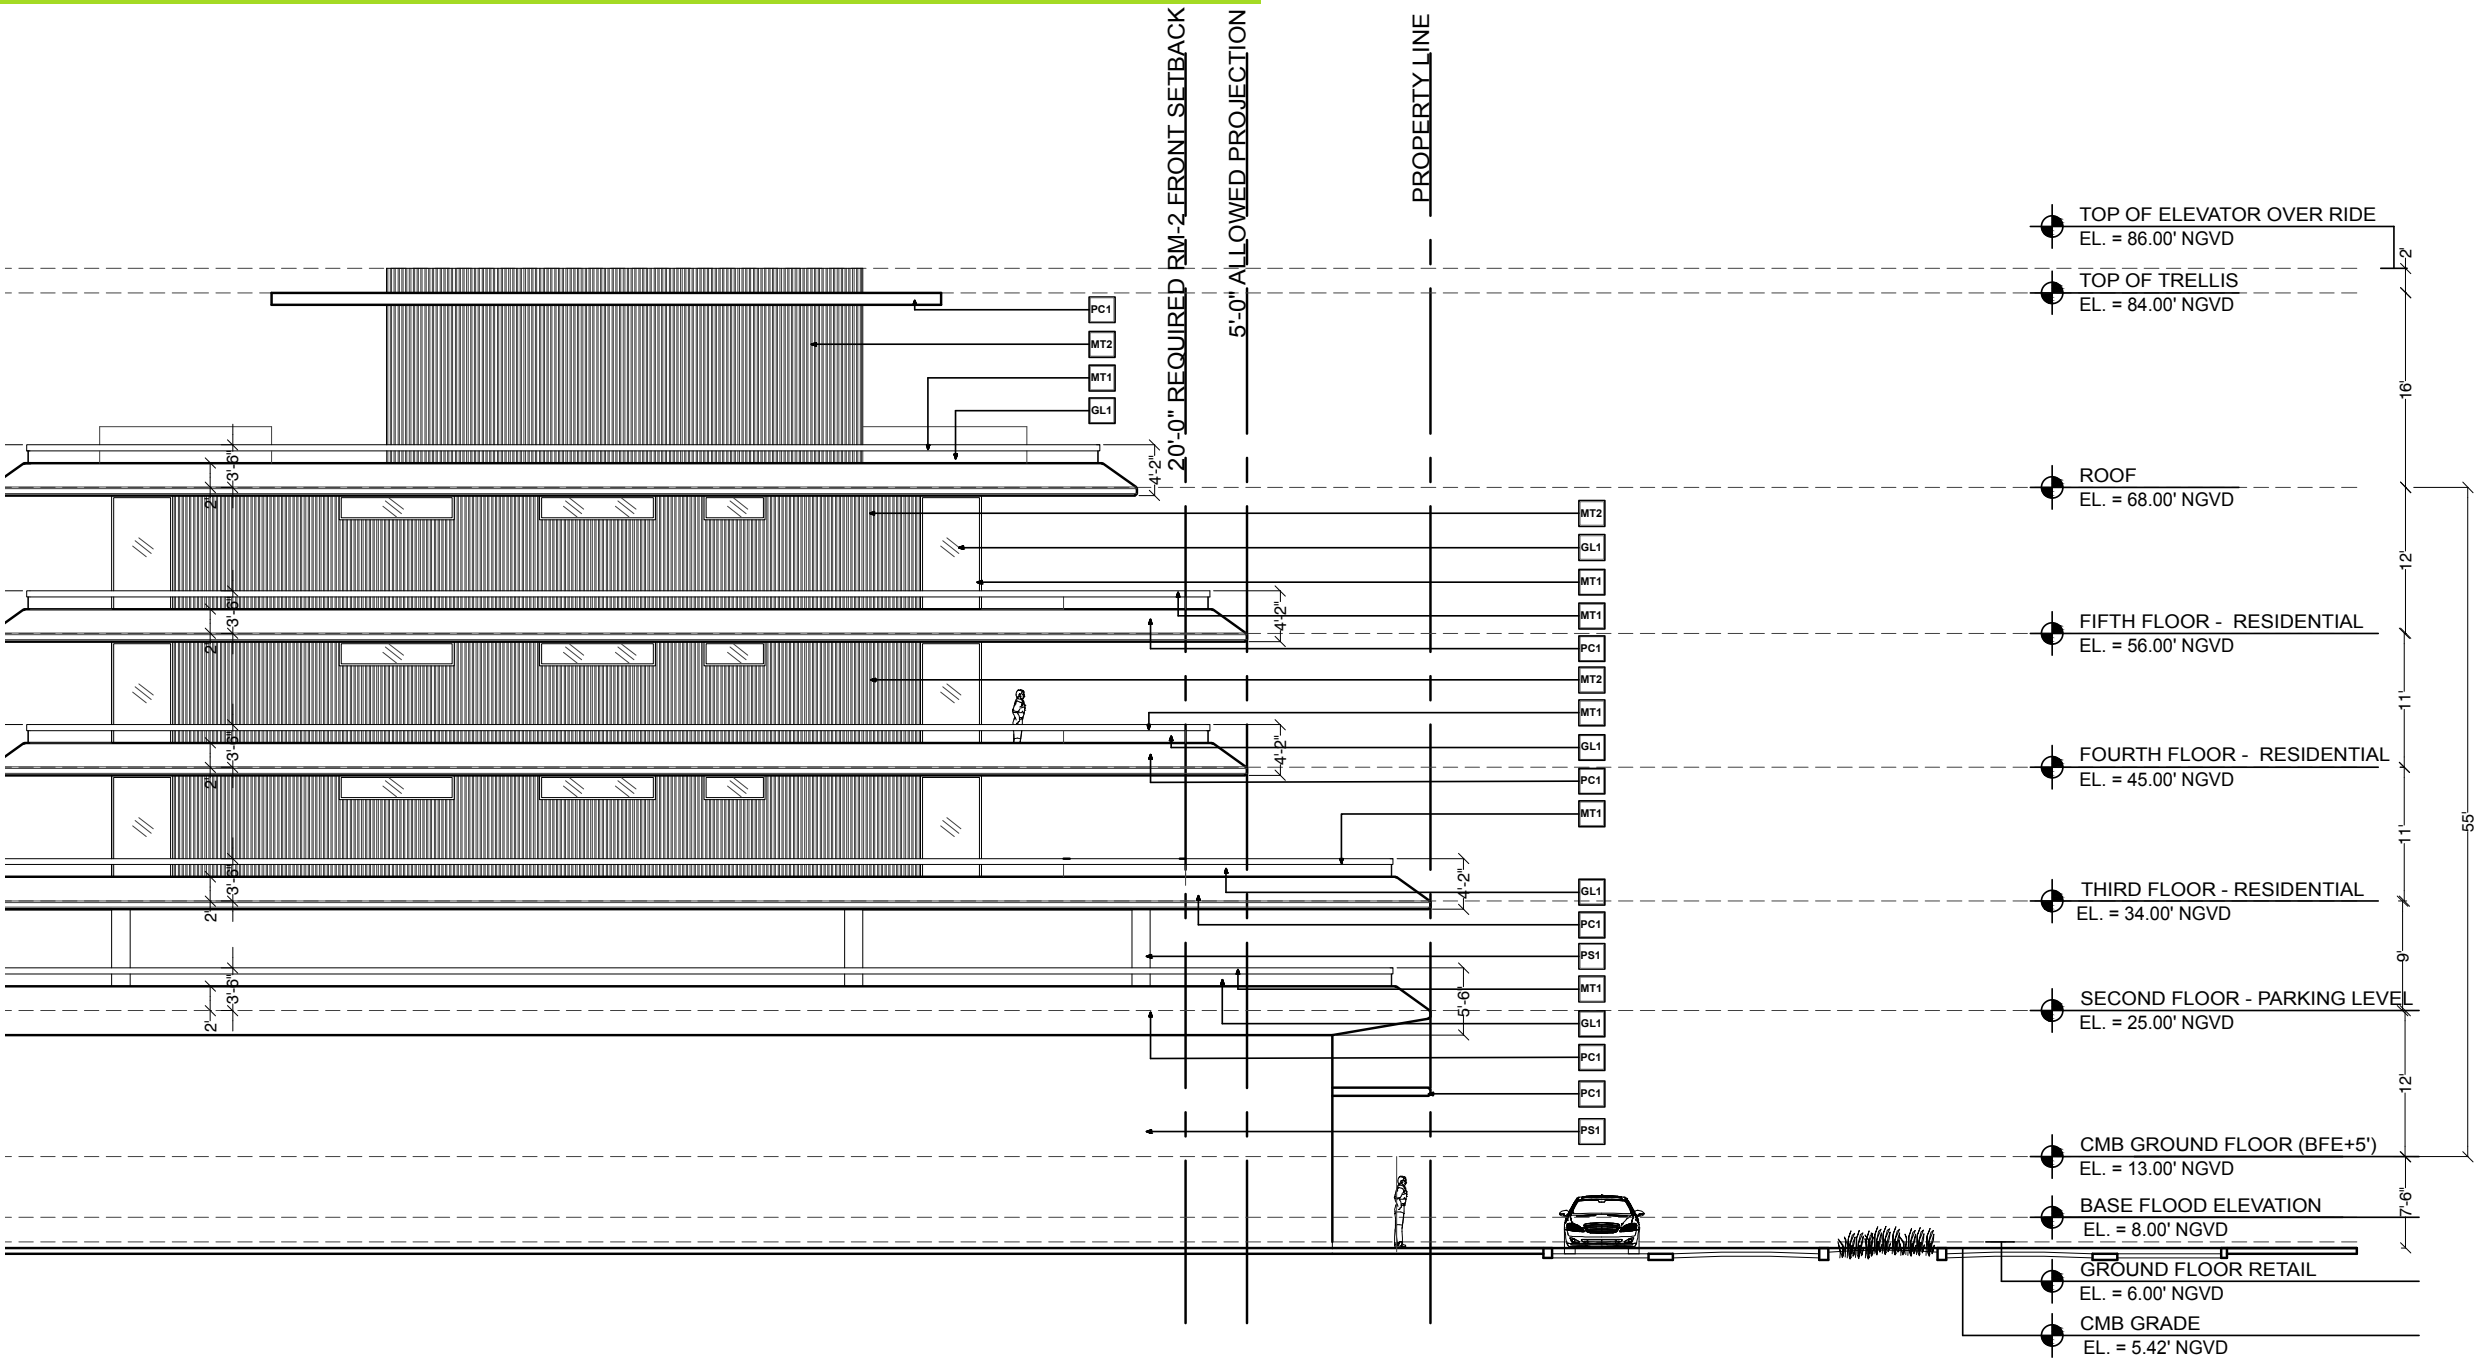 20'-0" REQUIRED RM-2 FRONT SETBACK
5'-0" ALLOWED PROJECTION
PROPERTY LINE
TOP OF ELEVATOR OVER RIDE
EL. = 86.00' NGVD
2'
TOP OF TRELLIS
EL. = 84.00' NGVD
PC1
MT2
MT1
GL1
16'
3'-6"
4'-2"
2'
ROOF
EL. = 68.00' NGVD
MT2
GL1
MT1
MT1
12'
3'-6"
4'-2"
2'
FIFTH FLOOR - RESIDENTIAL
EL. = 56.00' NGVD
PC1
MT2
MT1
11'
3'-6"
4'-2"
2'
GL1
FOURTH FLOOR - RESIDENTIAL
EL. = 45.00' NGVD
PC1
MT1
11'
55'
3'-6"
4'-2"
2'
GL1
THIRD FLOOR - RESIDENTIAL
EL. = 34.00' NGVD
PC1
PS1
9'
MT1
3'-6"
5'-6"
2'
SECOND FLOOR - PARKING LEVEL
EL. = 25.00' NGVD
GL1
PC1
PC1
12'
PS1
CMB GROUND FLOOR (BFE+5')
EL. = 13.00' NGVD
7'-6"
BASE FLOOD ELEVATION
EL. = 8.00' NGVD
GROUND FLOOR RETAIL
EL. = 6.00' NGVD
CMB GRADE
EL. = 5.42' NGVD